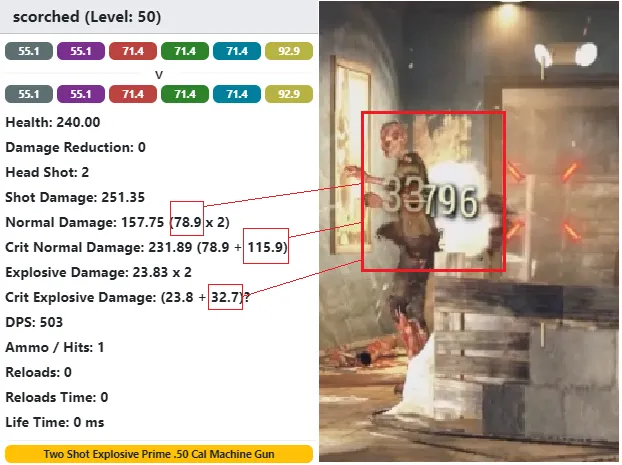 scorched (Level: 50)
55.1 55.1 71.4 71.4 71.4 92.9
v
55.1 55.1 71.4 71.4 71.4 92.9
Health: 240.00
Damage Reduction: 0
Head Shot: 2
Shot Damage: 251.35
Normal Damage: 157.75 (78.9 x 2)
Crit Normal Damage: 231.89 (78.9 + 115.9)
Explosive Damage: 23.83 x 2
Crit Explosive Damage: (23.8 + 32.7)?
DPS: 503
Ammo / Hits: 1
Reloads: 0
Reloads Time: 0
Life Time: 0 ms
Two Shot Explosive Prime .50 Cal Machine Gun
33 796